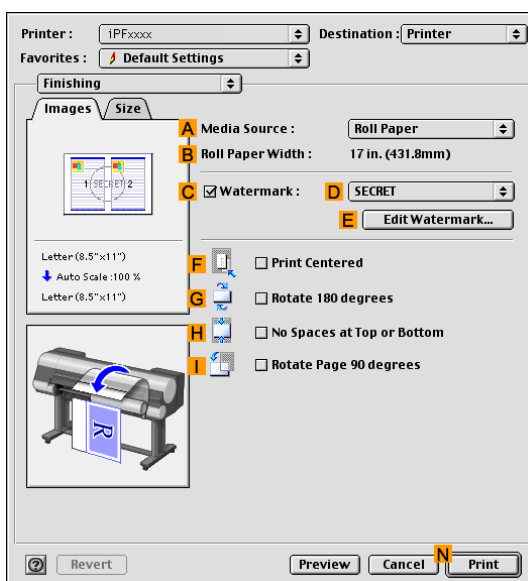 Printer : iPFxxxx Destination : Printer
Favorites : Default Settings
Finishing
Images Size
A Media Source : Roll Paper
B Roll Paper Width : 17 in. (431.8mm)
1 SECRET 2
C Watermark : D SECRET
E Edit Watermark...
Letter (8.5"x11")
Auto Scale :100 %
Letter (8.5"x11")
F Print Centered
G Rotate 180 degrees
H No Spaces at Top or Bottom
I Rotate Page 90 degrees
R
N
? Revert Preview Cancel Print